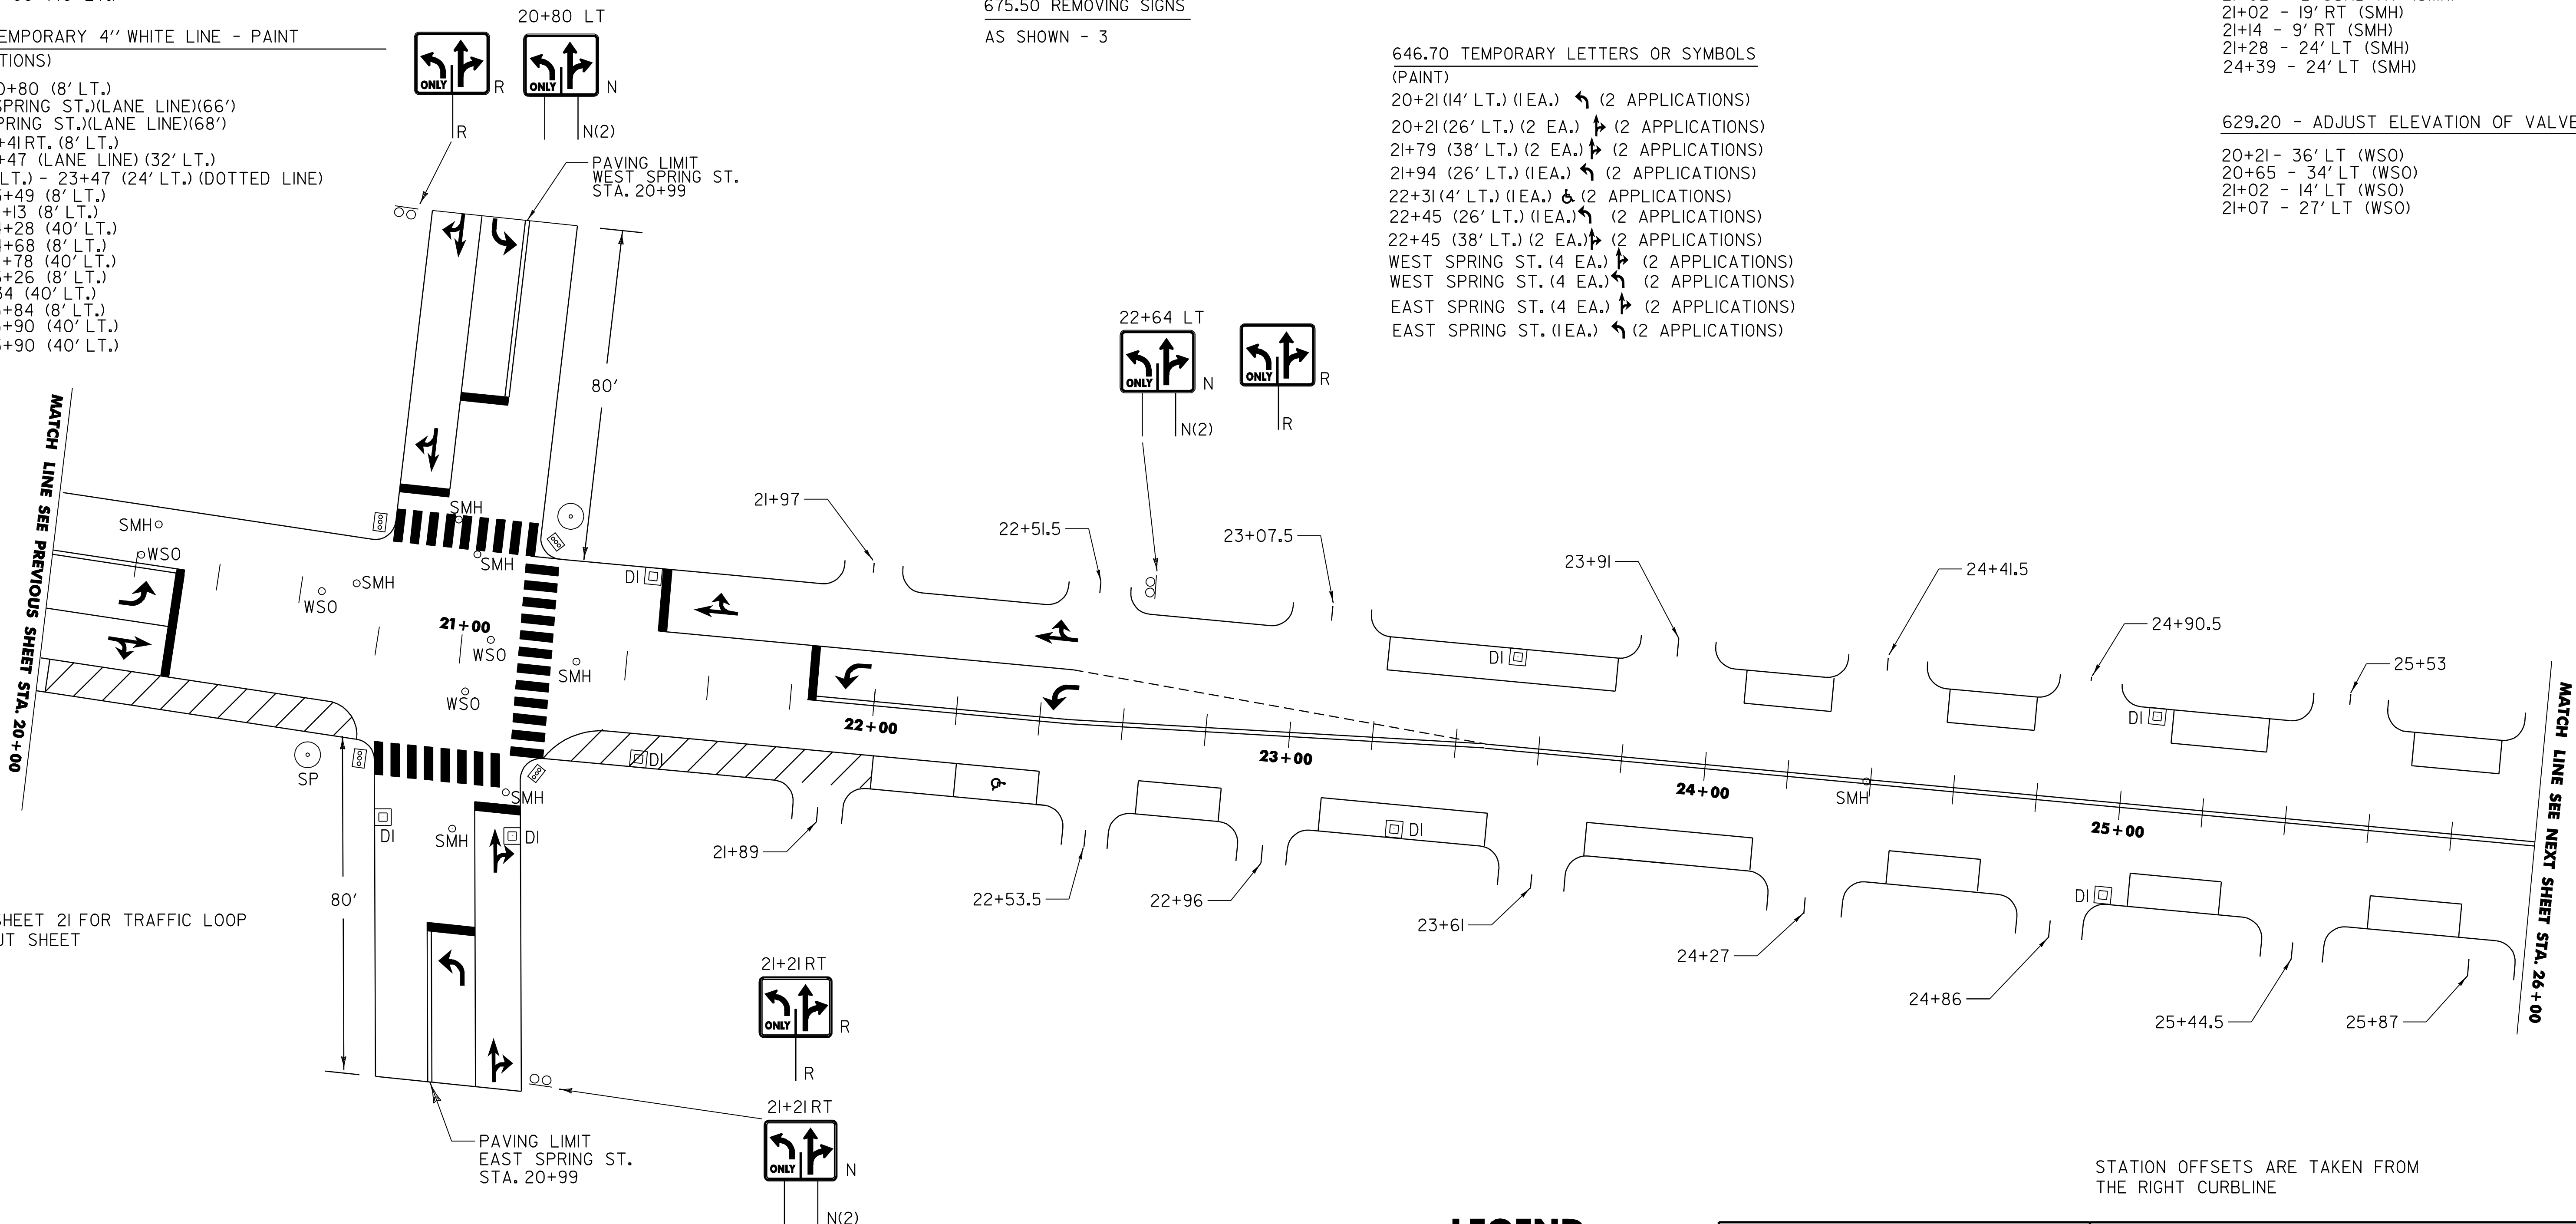 EMPORARY 4'' WHITE LINE - PAINT
TIONS)
0+80 (8' LT.)
SPRING ST.)(LANE LINE)(66')
PRING ST.)(LANE LINE)(68')
+41 RT. (8' LT.)
+47 (LANE LINE) (32' LT.)
LT.) - 23+47 (24' LT.) (DOTTED LINE)
+49 (8' LT.)
+13 (8' LT.)
+28 (40' LT.)
+68 (8' LT.)
+78 (40' LT.)
+26 (8' LT.)
34 (40' LT.)
+84 (8' LT.)
+90 (40' LT.)
+90 (40' LT.)
20+80 LT
ONLY
R
R
ONLY
N
N(2)
PAVING LIMIT
WEST SPRING ST.
STA. 20+99
80'
675.50 REMOVING SIGNS
AS SHOWN - 3
646.70 TEMPORARY LETTERS OR SYMBOLS
(PAINT)
20+21 (14' LT.) (1 EA.) (2 APPLICATIONS)
20+21 (26' LT.) (2 EA.) (2 APPLICATIONS)
21+79 (38' LT.) (2 EA.) (2 APPLICATIONS)
21+94 (26' LT.) (1 EA.) (2 APPLICATIONS)
22+31 (4' LT.) (1 EA.) (2 APPLICATIONS)
22+45 (26' LT.) (1 EA.) (2 APPLICATIONS)
22+45 (38' LT.) (2 EA.) (2 APPLICATIONS)
WEST SPRING ST. (4 EA.) (2 APPLICATIONS)
WEST SPRING ST. (4 EA.) (2 APPLICATIONS)
EAST SPRING ST. (4 EA.) (2 APPLICATIONS)
EAST SPRING ST. (1 EA.) (2 APPLICATIONS)
21+02 - 19' RT (SMH)
21+14 - 9' RT (SMH)
21+28 - 24' LT (SMH)
24+39 - 24' LT (SMH)
629.20 - ADJUST ELEVATION OF VALVE
20+21 - 36' LT (WSO)
20+65 - 34' LT (WSO)
21+02 - 14' LT (WSO)
21+07 - 27' LT (WSO)
22+64 LT
ONLY
N
N(2)
ONLY
R
R
MATCH LINE SEE PREVIOUS SHEET STA. 20+00
SMH
WSO
WSO
SMH
SMH
SMH
21+00
WSO
WSO
SMH
DI
21+97
22+51.5
23+07.5
23+91
24+41.5
24+90.5
25+53
DI
DI
22+00
23+00
24+00
SMH
25+00
MATCH LINE SEE NEXT SHEET STA. 26+00
SP
DI
SMH
DI
SMH
DI
DI
DI
21+89
22+53.5
22+96
23+61
24+27
24+86
25+44.5
25+87
80'
SHEET 21 FOR TRAFFIC LOOP
UT SHEET
21+21 RT
ONLY
R
R
21+21 RT
ONLY
N
N(2)
PAVING LIMIT
EAST SPRING ST.
STA. 20+99
STATION OFFSETS ARE TAKEN FROM
THE RIGHT CURBLINE
LEGEND